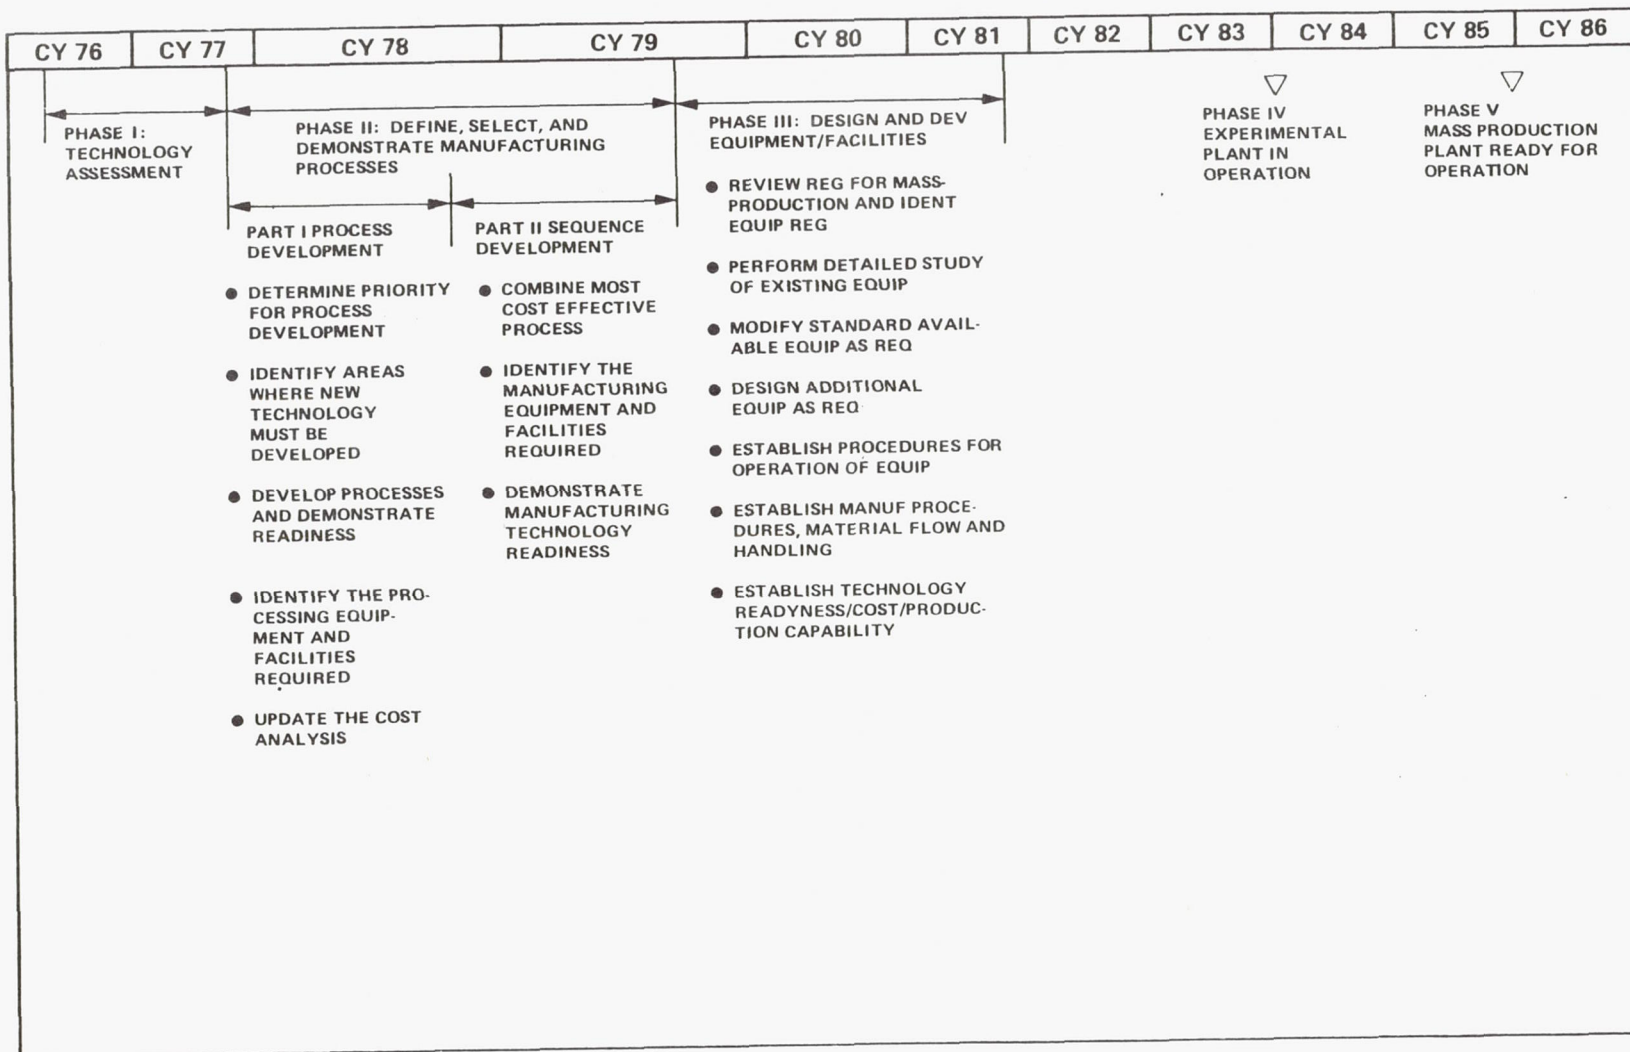 CY 76 CY 77 CY 78 CY 79 CY 80 CY 81 CY 82 CY 83 CY 84 CY 85 CY 86
PHASE I:
TECHNOLOGY
ASSESSMENT
PHASE II: DEFINE, SELECT, AND
DEMONSTRATE MANUFACTURING
PROCESSES
PART I PROCESS
DEVELOPMENT
● DETERMINE PRIORITY
FOR PROCESS
DEVELOPMENT
● IDENTIFY AREAS
WHERE NEW
TECHNOLOGY
MUST BE
DEVELOPED
● DEVELOP PROCESSES
AND DEMONSTRATE
READINESS
● IDENTIFY THE PRO-
CESSING EQUIP-
MENT AND
FACILITIES
REQUIRED
● UPDATE THE COST
ANALYSIS
PART II SEQUENCE
DEVELOPMENT
● COMBINE MOST
COST EFFECTIVE
PROCESS
● IDENTIFY THE
MANUFACTURING
EQUIPMENT AND
FACILITIES
REQUIRED
● DEMONSTRATE
MANUFACTURING
TECHNOLOGY
READINESS
PHASE III: DESIGN AND DEV
EQUIPMENT/FACILITIES
● REVIEW REG FOR MASS-
PRODUCTION AND IDENT
EQUIP REG
● PERFORM DETAILED STUDY
OF EXISTING EQUIP
● MODIFY STANDARD AVAIL-
ABLE EQUIP AS REQ
● DESIGN ADDITIONAL
EQUIP AS REQ
● ESTABLISH PROCEDURES FOR
OPERATION OF EQUIP
● ESTABLISH MANUF PROCE-
DURES, MATERIAL FLOW AND
HANDLING
● ESTABLISH TECHNOLOGY
READYNESS/COST/PRODUC-
TION CAPABILITY
PHASE IV
EXPERIMENTAL
PLANT IN
OPERATION
PHASE V
MASS PRODUCTION
PLANT READY FOR
OPERATION